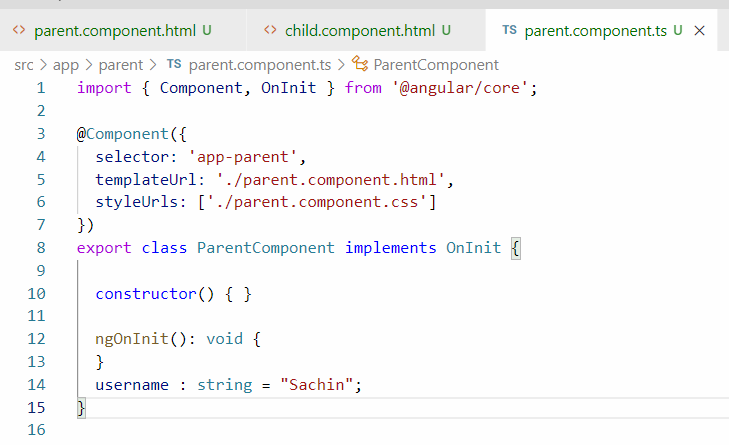 <> parent.component.html U <> child.component.html U TS parent.component.ts U ×
src > app > parent > TS parent.component.ts > ParentComponent
1 import { Component, OnInit } from '@angular/core';
2
3 @Component({
4   selector: 'app-parent',
5   templateUrl: './parent.component.html',
6   styleUrls: ['./parent.component.css']
7 })
8 export class ParentComponent implements OnInit {
9
10   constructor() { }
11
12   ngOnInit(): void {
13   }
14   username : string = "Sachin";
15 }
16